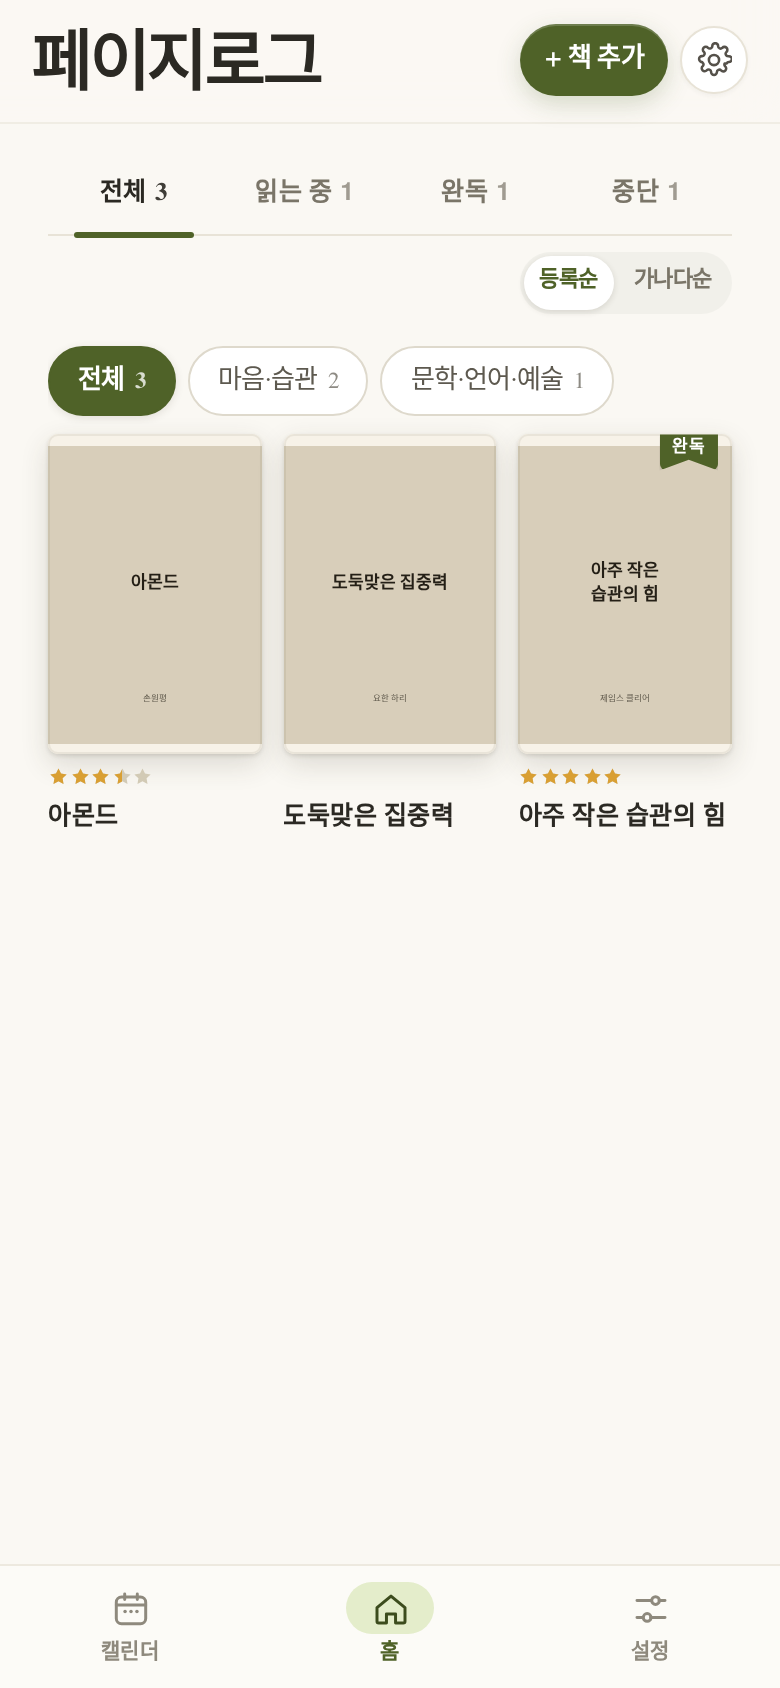 페이지로그
+ 책 추가
전체 3
읽는 중 1
완독 1
중단 1
등록순
가나다순
전체 3
마음·습관 2
문학·언어·예술 1
아몬드
손원평
도둑맞은 집중력
요한 하리
완독
아주 작은
습관의 힘
제임스 클리어
아몬드
도둑맞은 집중력
아주 작은 습관의 힘
캘린더
홈
설정